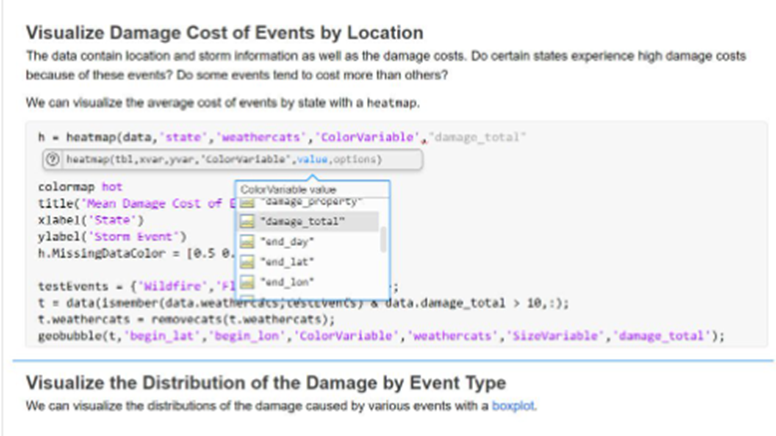 Visualize Damage Cost of Events by Location
The data contain location and storm information as well as the damage costs. Do certain states experience high damage costs
because of these events? Do some events tend to cost more than others?
We can visualize the average cost of events by state with a heatmap.
h = heatmap(data,'state','weathercats','ColorVariable',"damage_total"
heatmap(tbl,xvar,yvar,'ColorVariable',value,options)
colormap hot
ColorVariable value
title('Mean Damage Cost of E
"damage_property"
xlabel('State')
"damage_total"
ylabel('Storm Event')
"end_day"
h.MissingDataColor = [0.5 0.
"end_lat"
"end_lon"
testEvents = {'Wildfire','Fl
;
t = data(ismember(data.weathercats,testEvents) & data.damage_total > 10,:);
t.weathercats = removecats(t.weathercats);
geobubble(t,'begin_lat','begin_lon','ColorVariable','weathercats','SizeVariable','damage_total');
Visualize the Distribution of the Damage by Event Type
We can visualize the distributions of the damage caused by various events with a boxplot.